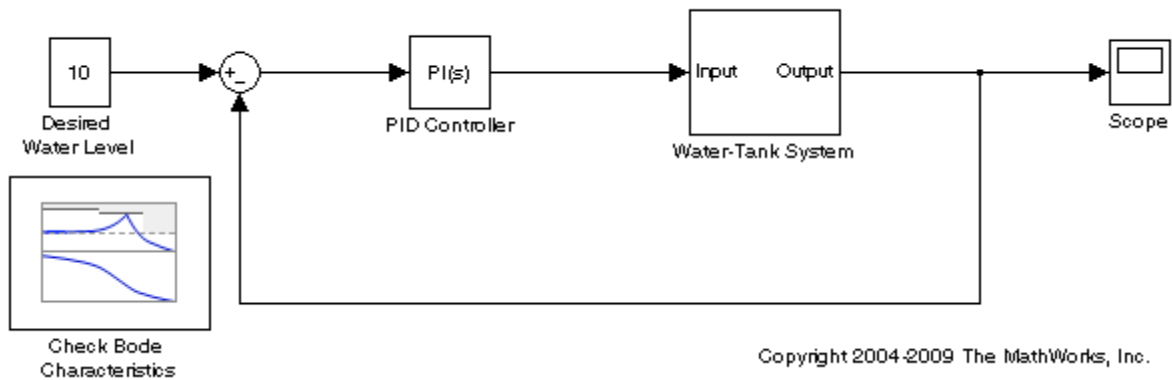 10
Desired
Water Level
+
−
PI(s)
PID Controller
Input
Output
Water-Tank System
Scope
Check Bode
Characteristics
Copyright 2004-2009 The MathWorks, Inc.